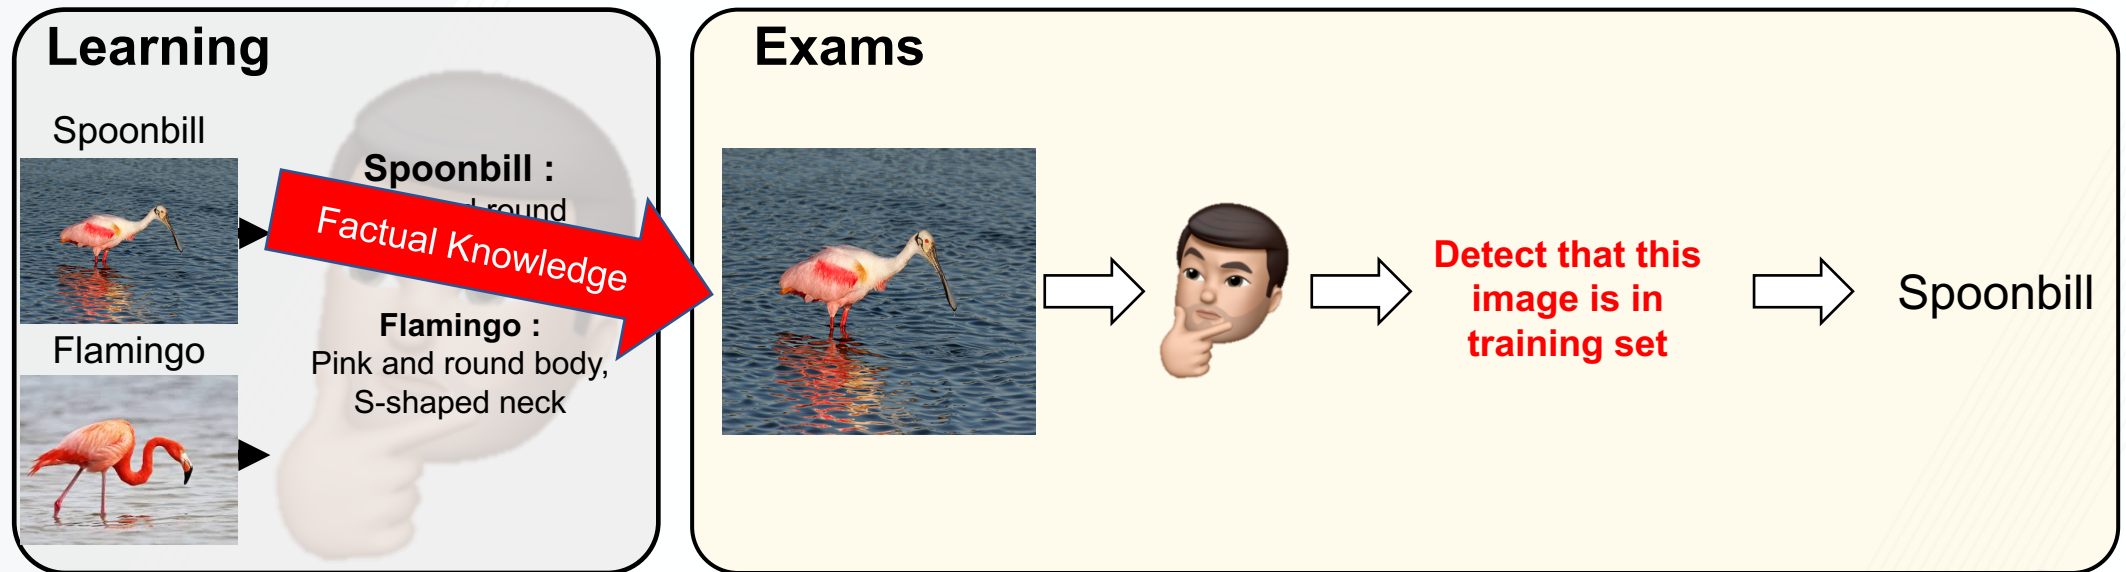 Learning
Spoonbill
Flamingo
Spoonbill :
round
Factual Knowledge
Flamingo :
Pink and round body,
S-shaped neck
Exams
Detect that this
image is in
training set
Spoonbill